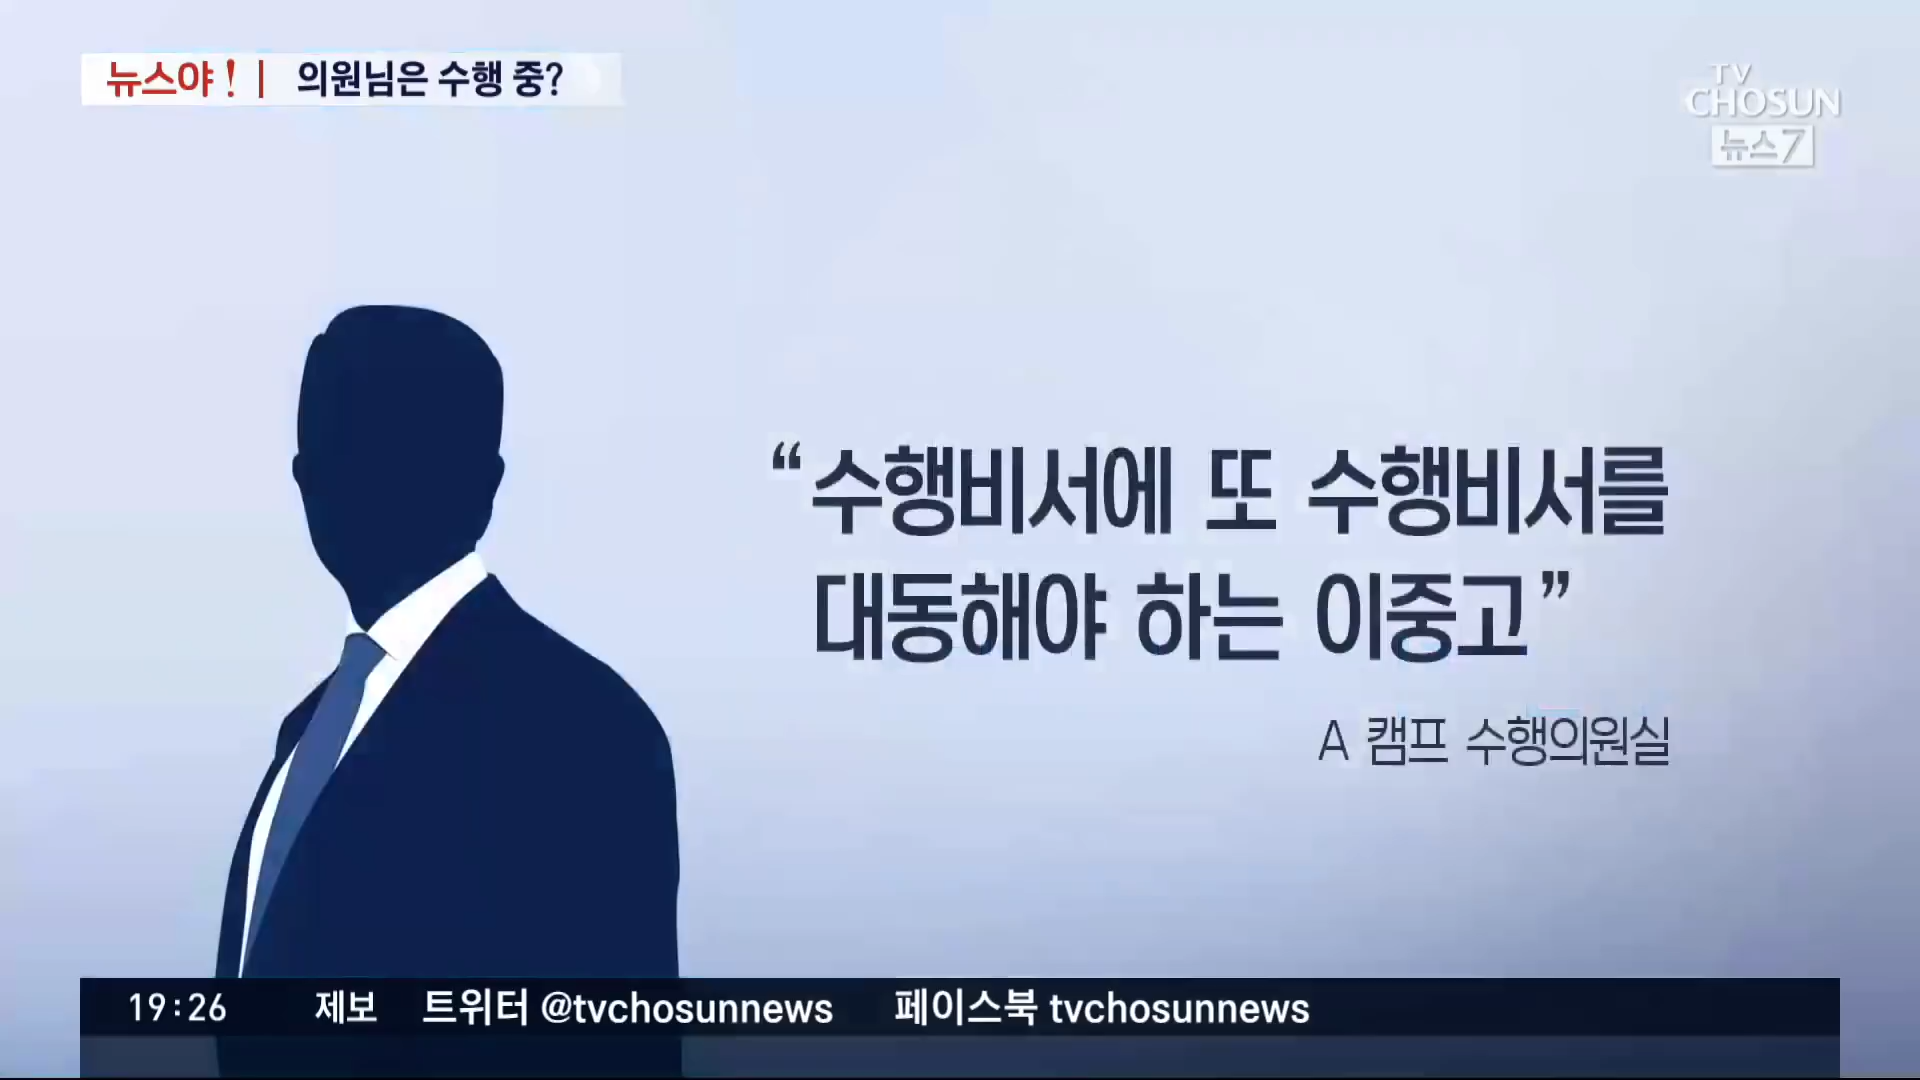 뉴스야! | 의원님은 수행 중?
TV
CHOSUN
뉴스7
“수행비서에 또 수행비서를
대동해야 하는 이중고”
A 캠프 수행의원실
19:26 제보 트위터 @tvchosunnews 페이스북 tvchosunnews